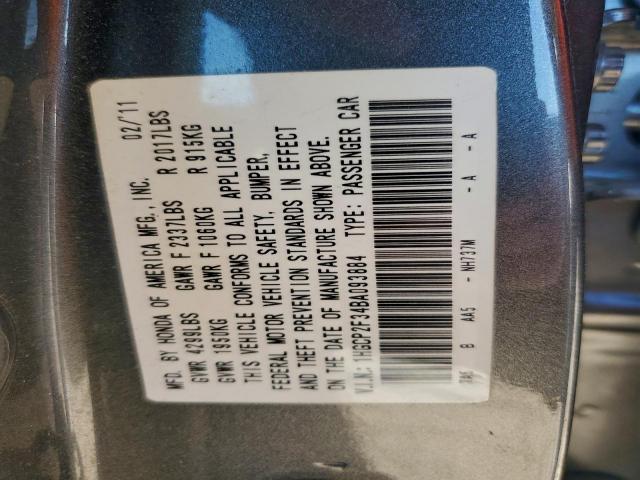 MFD. BY HONDA OF AMERICA MFG., INC. 02/'11
GVWR 4299LBS GAWR F 2337LBS R 2017LBS
GVWR 1950KG GAWR F 1060KG R 915KG
THIS VEHICLE CONFORMS TO ALL APPLICABLE
FEDERAL MOTOR VEHICLE SAFETY, BUMPER,
AND THEFT PREVENTION STANDARDS IN EFFECT
ON THE DATE OF MANUFACTURE SHOWN ABOVE.
V.I.N.: 1HGCP2F34BA093884 TYPE: PASSENGER CAR
B AA5 - NH737M - A - A